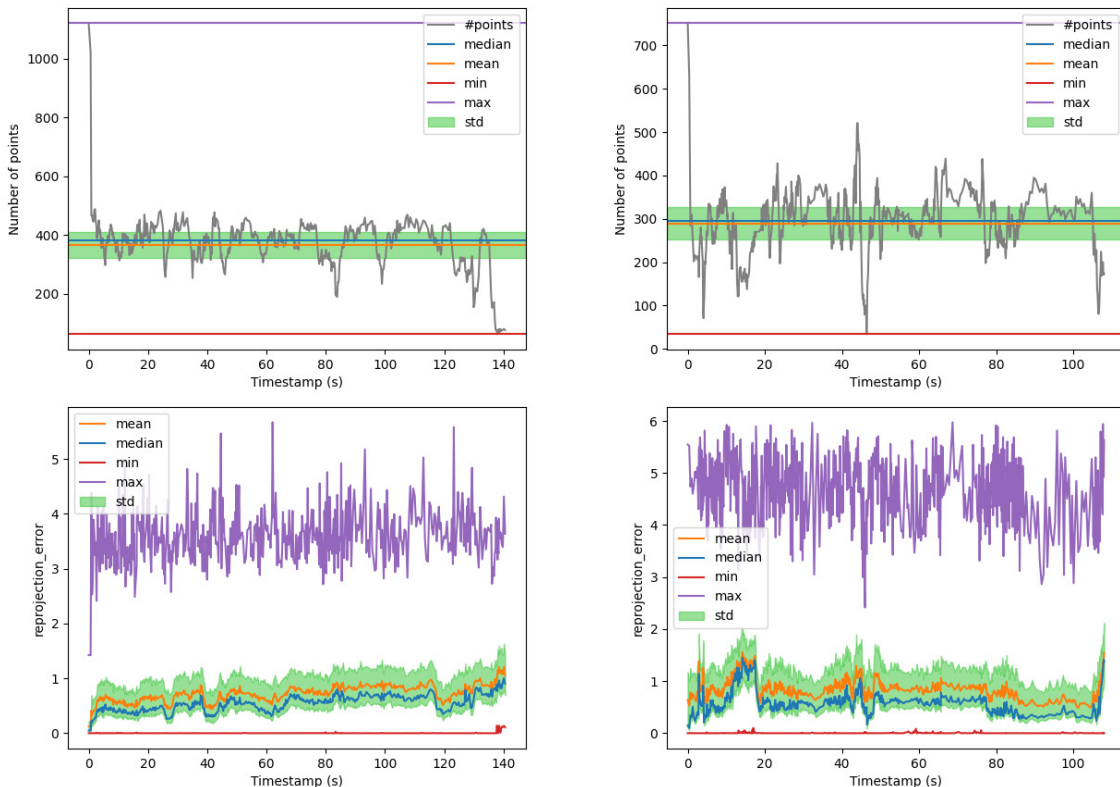 Number of points
1000
800
600
400
200
0
20
40
60
80
100
120
140
Timestamp (s)
#points
median
mean
min
max
std
Number of points
700
600
500
400
300
200
100
0
0
20
40
60
80
100
Timestamp (s)
#points
median
mean
min
max
std
reprojection_error
5
4
3
2
1
0
0
20
40
60
80
100
120
140
Timestamp (s)
mean
median
min
max
std
reprojection_error
6
5
4
3
2
1
0
0
20
40
60
80
100
Timestamp (s)
mean
median
min
max
std